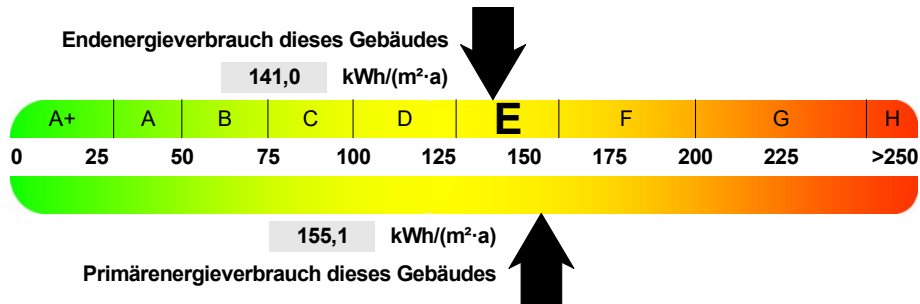 Endenergieverbrauch dieses Gebäudes
141,0 kWh/(m²·a)
A+ A B C D E F G H
0 25 50 75 100 125 150 175 200 225 >250
155,1 kWh/(m²·a)
Primärenergieverbrauch dieses Gebäudes